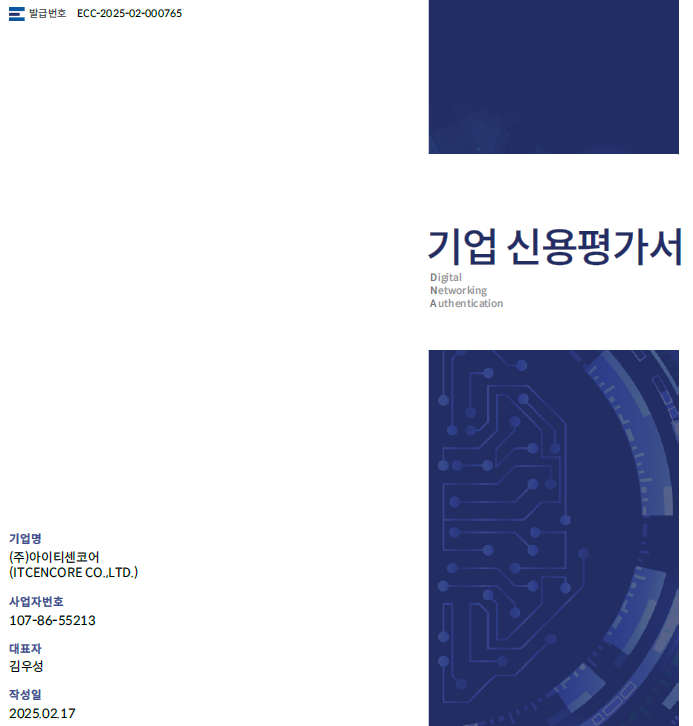 발급번호 ECC-2025-02-000765
기업 신용평가서
Digital
Networking
Authentication
기업명
(주)아이티센코어
(ITCENCORE CO.,LTD.)
사업자번호
107-86-55213
대표자
김우성
작성일
2025.02.17